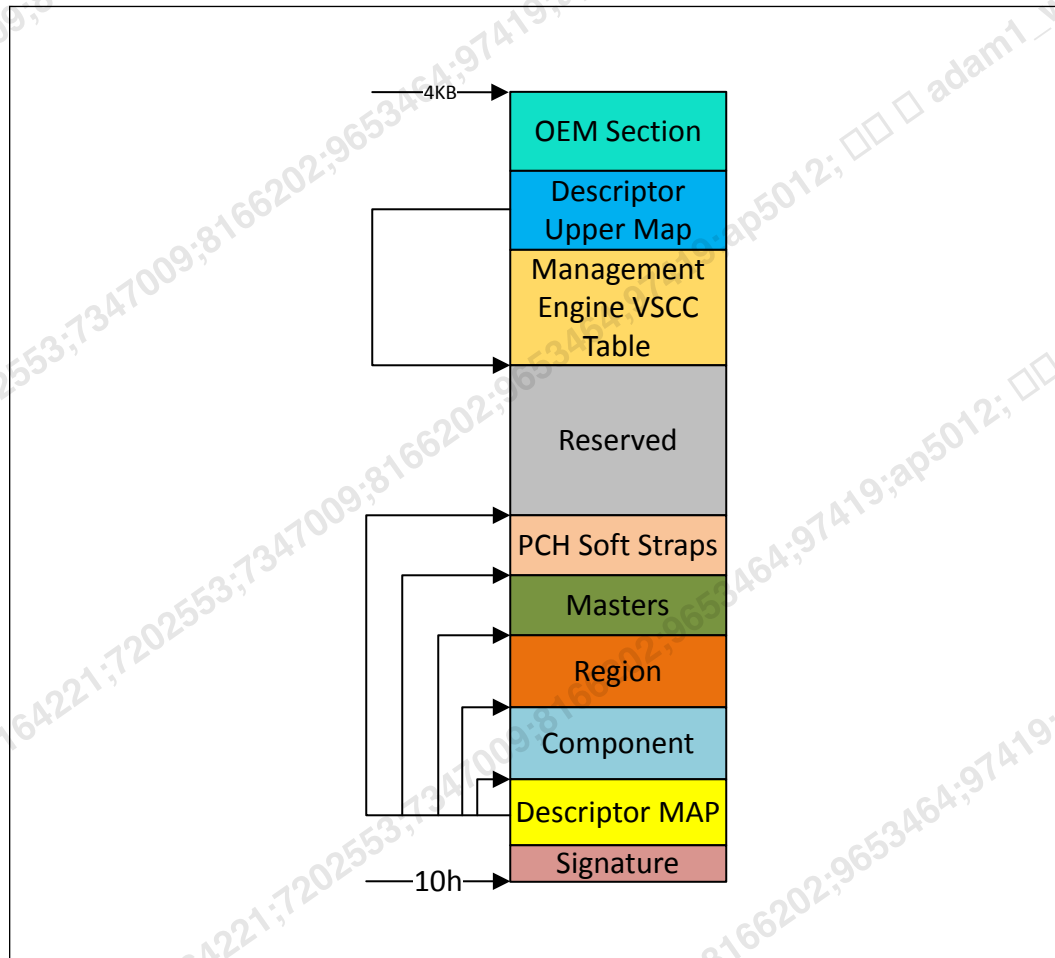 4KB
OEM Section
Descriptor
Upper Map
Management
Engine VSCC
Table
Reserved
PCH Soft Straps
Masters
Region
Component
Descriptor MAP
Signature
10h